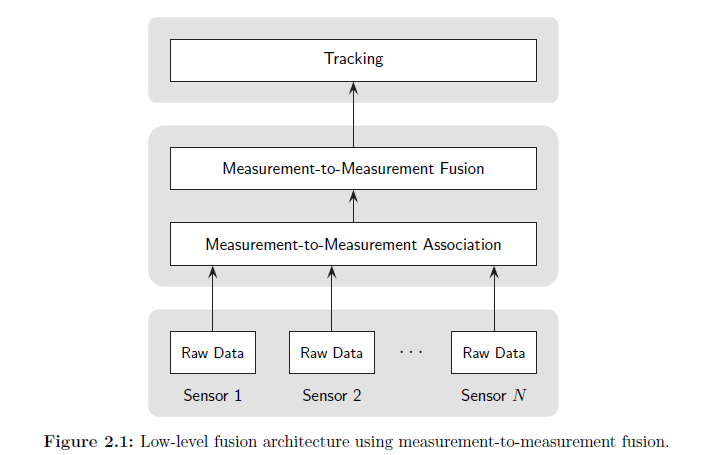 Tracking
Measurement-to-Measurement Fusion
Measurement-to-Measurement Association
Raw Data Raw Data · · · Raw Data
Sensor 1 Sensor 2 Sensor N
Figure 2.1: Low-level fusion architecture using measurement-to-measurement fusion.